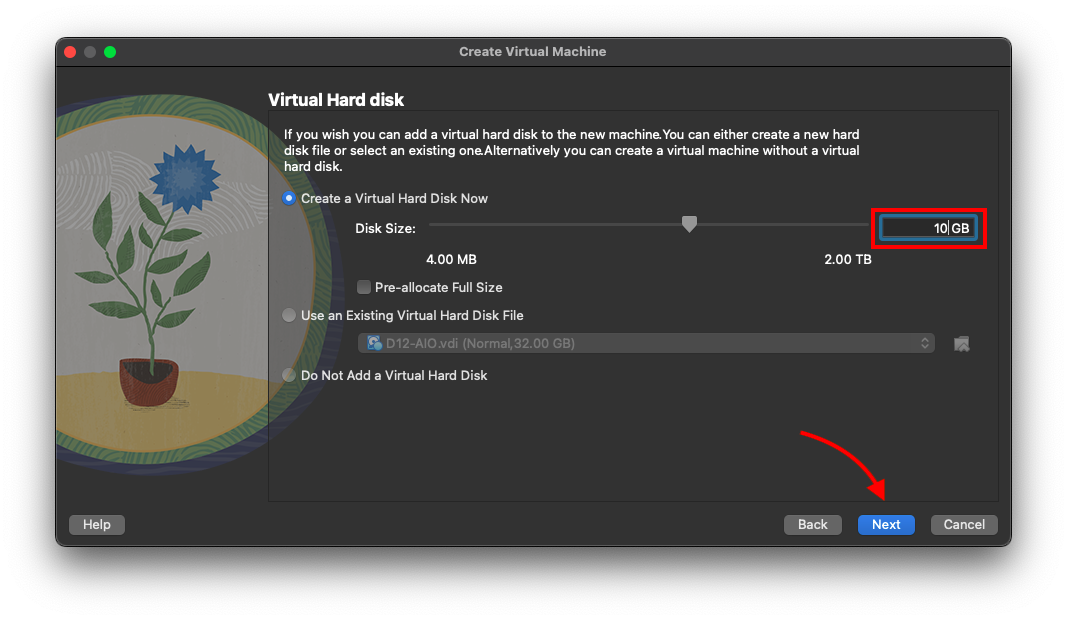 Create Virtual Machine
Virtual Hard disk
If you wish you can add a virtual hard disk to the new machine.You can either create a new hard
disk file or select an existing one.Alternatively you can create a virtual machine without a virtual
hard disk.
Create a Virtual Hard Disk Now
Disk Size:
10 GB
4.00 MB
2.00 TB
Pre-allocate Full Size
Use an Existing Virtual Hard Disk File
D12-AIO.vdi (Normal,32.00 GB)
Do Not Add a Virtual Hard Disk
Help
Back
Next
Cancel